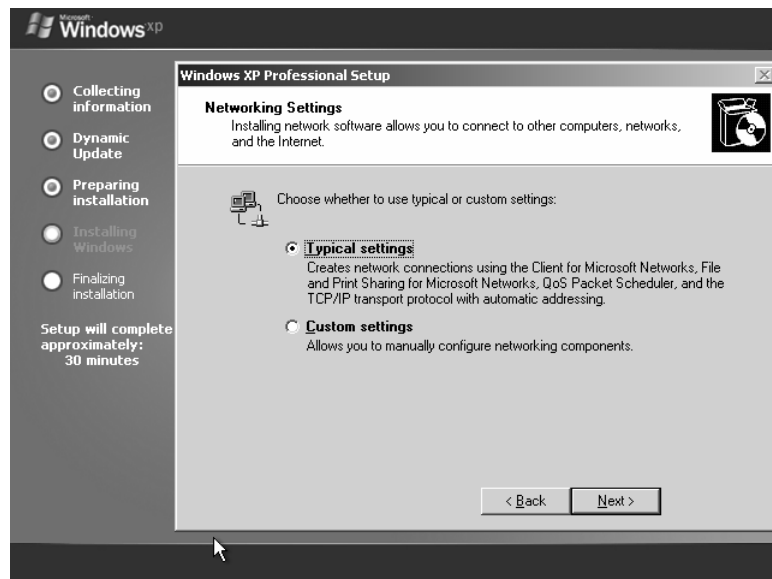 Microsoft
Windows xp
Collecting
information
Dynamic
Update
Preparing
installation
Installing
Windows
Finalizing
installation
Setup will complete
approximately:
30 minutes
Windows XP Professional Setup
Networking Settings
Installing network software allows you to connect to other computers, networks,
and the Internet.
Choose whether to use typical or custom settings:
Typical settings
Creates network connections using the Client for Microsoft Networks, File
and Print Sharing for Microsoft Networks, QoS Packet Scheduler, and the
TCP/IP transport protocol with automatic addressing.
Custom settings
Allows you to manually configure networking components.
< Back
Next >